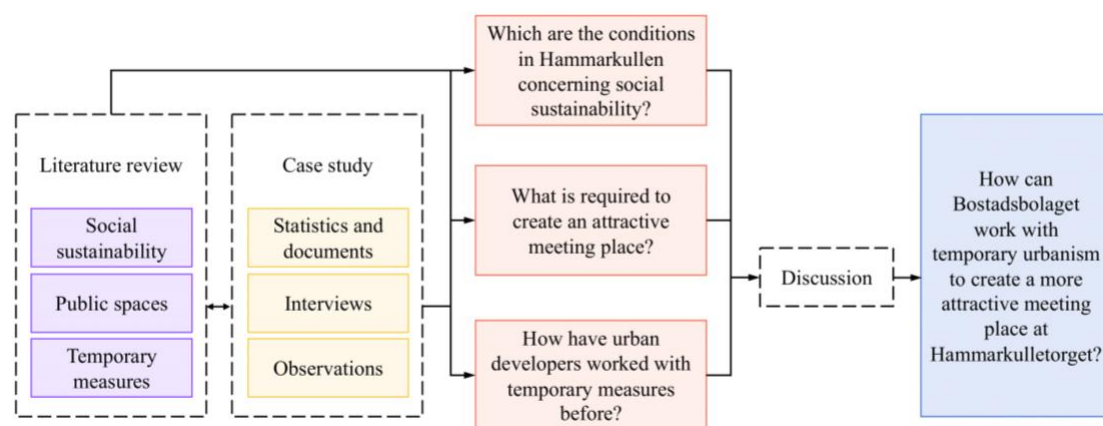 Literature review
Social
sustainability
Public spaces
Temporary
measures
Case study
Statistics and
documents
Interviews
Observations
Which are the conditions
in Hammarkullen
concerning social
sustainability?
What is required to
create an attractive
meeting place?
How have urban
developers worked with
temporary measures
before?
Discussion
How can
Bostadsbolaget
work with
temporary urbanism
to create a more
attractive meeting
place at
Hammarkulletorget?